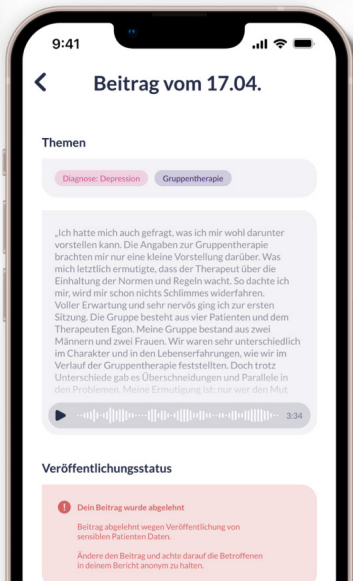 9:41
Beitrag vom 17.04.
Themen
Diagnose: Depression Gruppentherapie
„Ich hatte mich auch gefragt, was ich mir wohl darunter
vorstellen kann. Die Angaben zur Gruppentherapie
brachten mir nur eine kleine Vorstellung darüber. Was
mich letztlich ermutigte, dass der Therapeut über die
Einhaltung der Normen und Regeln wacht. So dachte ich
mir, wird mir schon nichts Schlimmes widerfahren.
Voller Erwartung und sehr nervös ging ich zur ersten
Sitzung. Die Gruppe besteht aus vier Patienten und dem
Therapeuten Egon. Meine Gruppe bestand aus zwei
Männern und zwei Frauen. Wir waren sehr unterschiedlich
im Charakter und in den Lebenserfahrungen, wie wir im
Verlauf der Gruppentherapie feststellten. Doch trotz
Unterschiede gab es Überschneidungen und Parallele in
den Problemen. Meine Ermutigung ist: nur wer den Mut
3:34
Veröffentlichungsstatus
Dein Beitrag wurde abgelehnt
Beitrag abgelehnt wegen Veröffentlichung von
sensiblen Patienten Daten.
Ändere den Beitrag und achte darauf die Betroffenen
in deinem Bericht anonym zu halten.